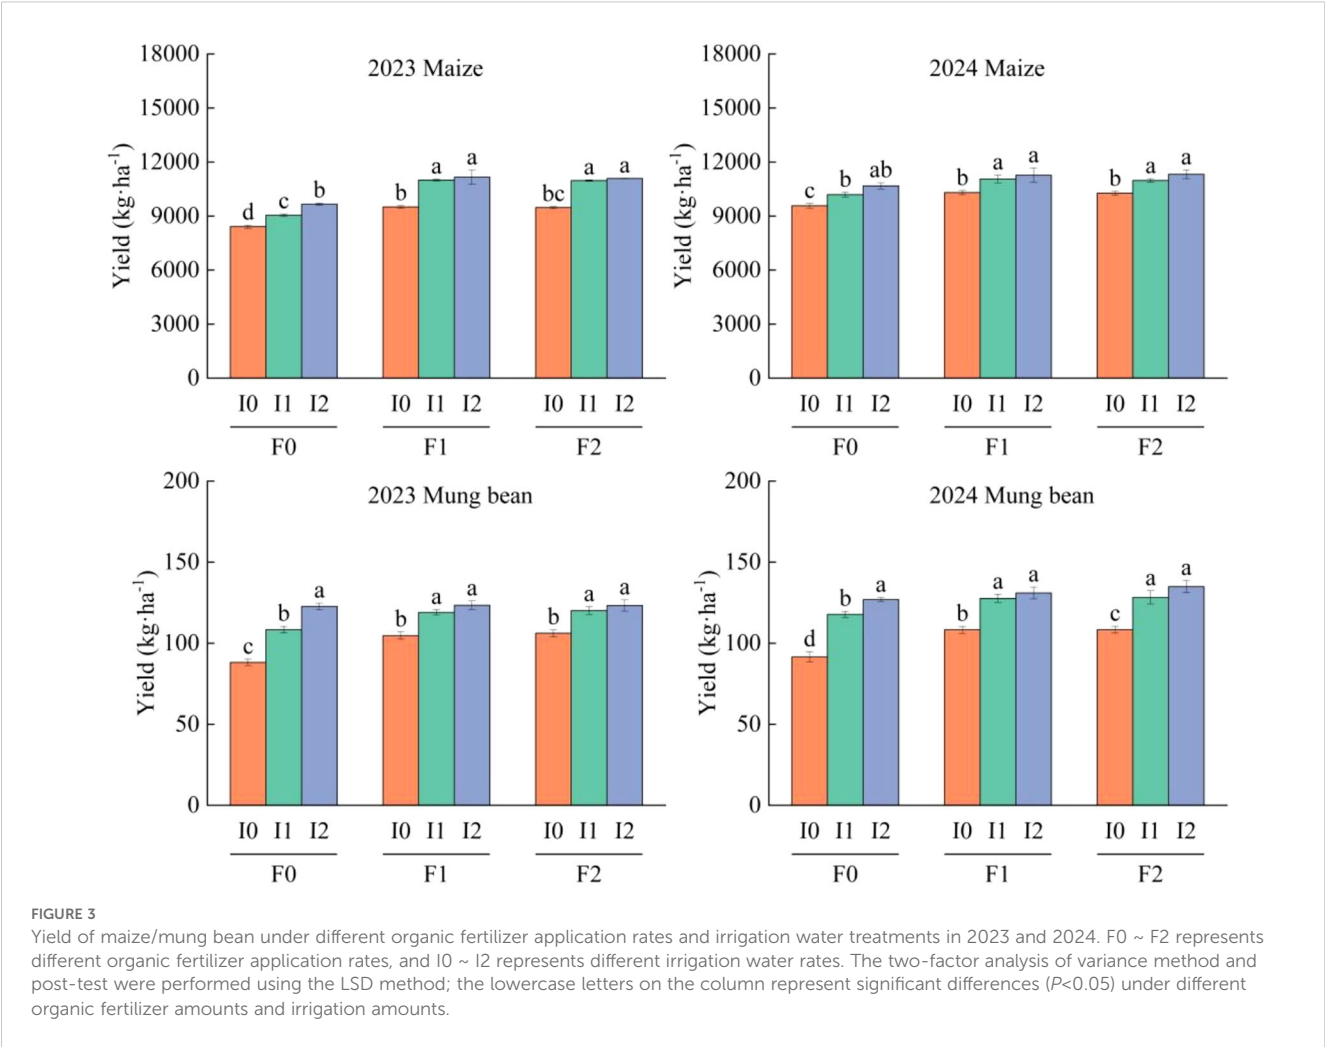 2023 Maize
Yield (kg·ha⁻¹)
18000
15000
12000
9000
6000
3000
0
d c b b a a bc a a
I0 I1 I2 I0 I1 I2 I0 I1 I2
F0 F1 F2
2024 Maize
Yield (kg·ha⁻¹)
18000
15000
12000
9000
6000
3000
0
c b ab b a a b a a
I0 I1 I2 I0 I1 I2 I0 I1 I2
F0 F1 F2
2023 Mung bean
Yield (kg·ha⁻¹)
200
150
100
50
0
c b a b a a b a a
I0 I1 I2 I0 I1 I2 I0 I1 I2
F0 F1 F2
2024 Mung bean
Yield (kg·ha⁻¹)
200
150
100
50
0
d b a b a a c a a
I0 I1 I2 I0 I1 I2 I0 I1 I2
F0 F1 F2
FIGURE 3
Yield of maize/mung bean under different organic fertilizer application rates and irrigation water treatments in 2023 and 2024. F0 ~ F2 represents
different organic fertilizer application rates, and I0 ~ I2 represents different irrigation water rates. The two-factor analysis of variance method and
post-test were performed using the LSD method; the lowercase letters on the column represent significant differences (P<0.05) under different
organic fertilizer amounts and irrigation amounts.